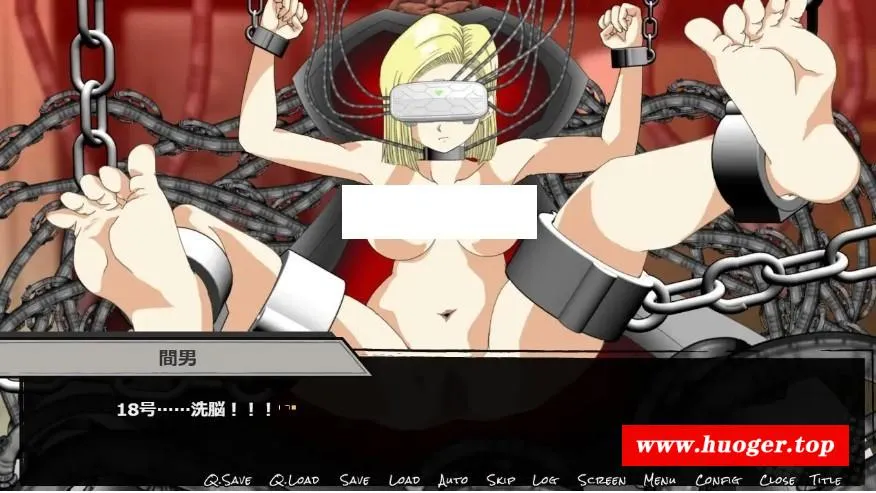 間男
18号……洗脳！！！
www.huoger.top
Q.SAVE Q.LOAD SAVE LOAD AUTO SKIP LOG SCREEN MENU CONFIG CLOSE TITLE